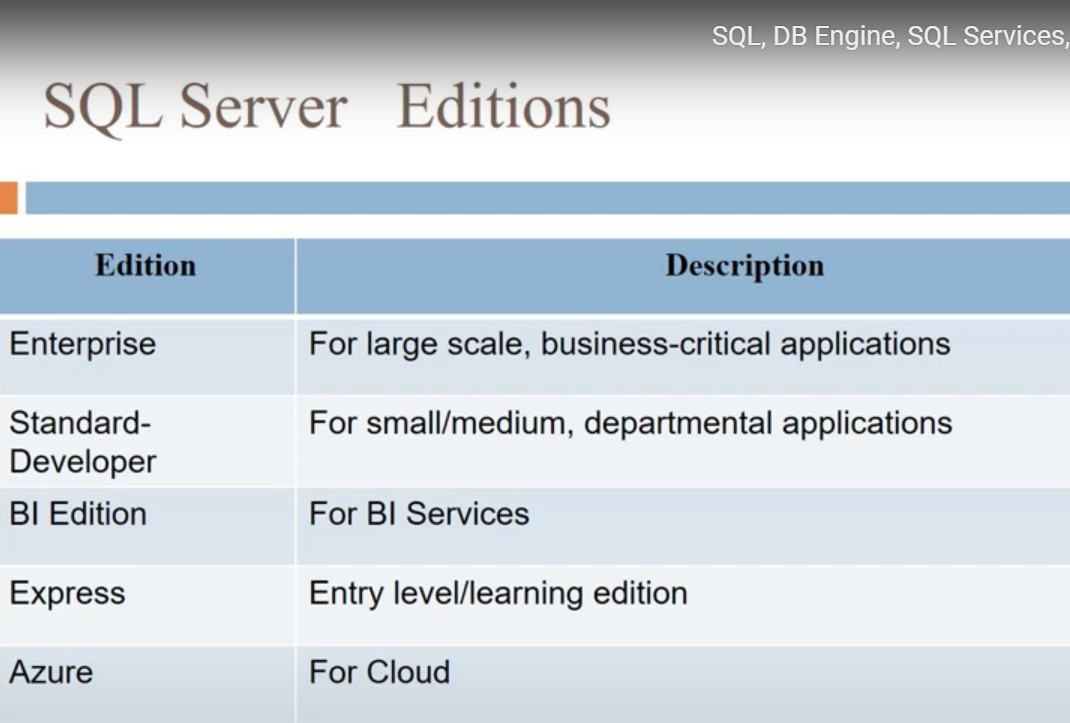 SQL, DB Engine, SQL Services,
SQL Server Editions
Edition Description
Enterprise For large scale, business-critical applications
Standard- For small/medium, departmental applications
Developer
BI Edition For BI Services
Express Entry level/learning edition
Azure For Cloud